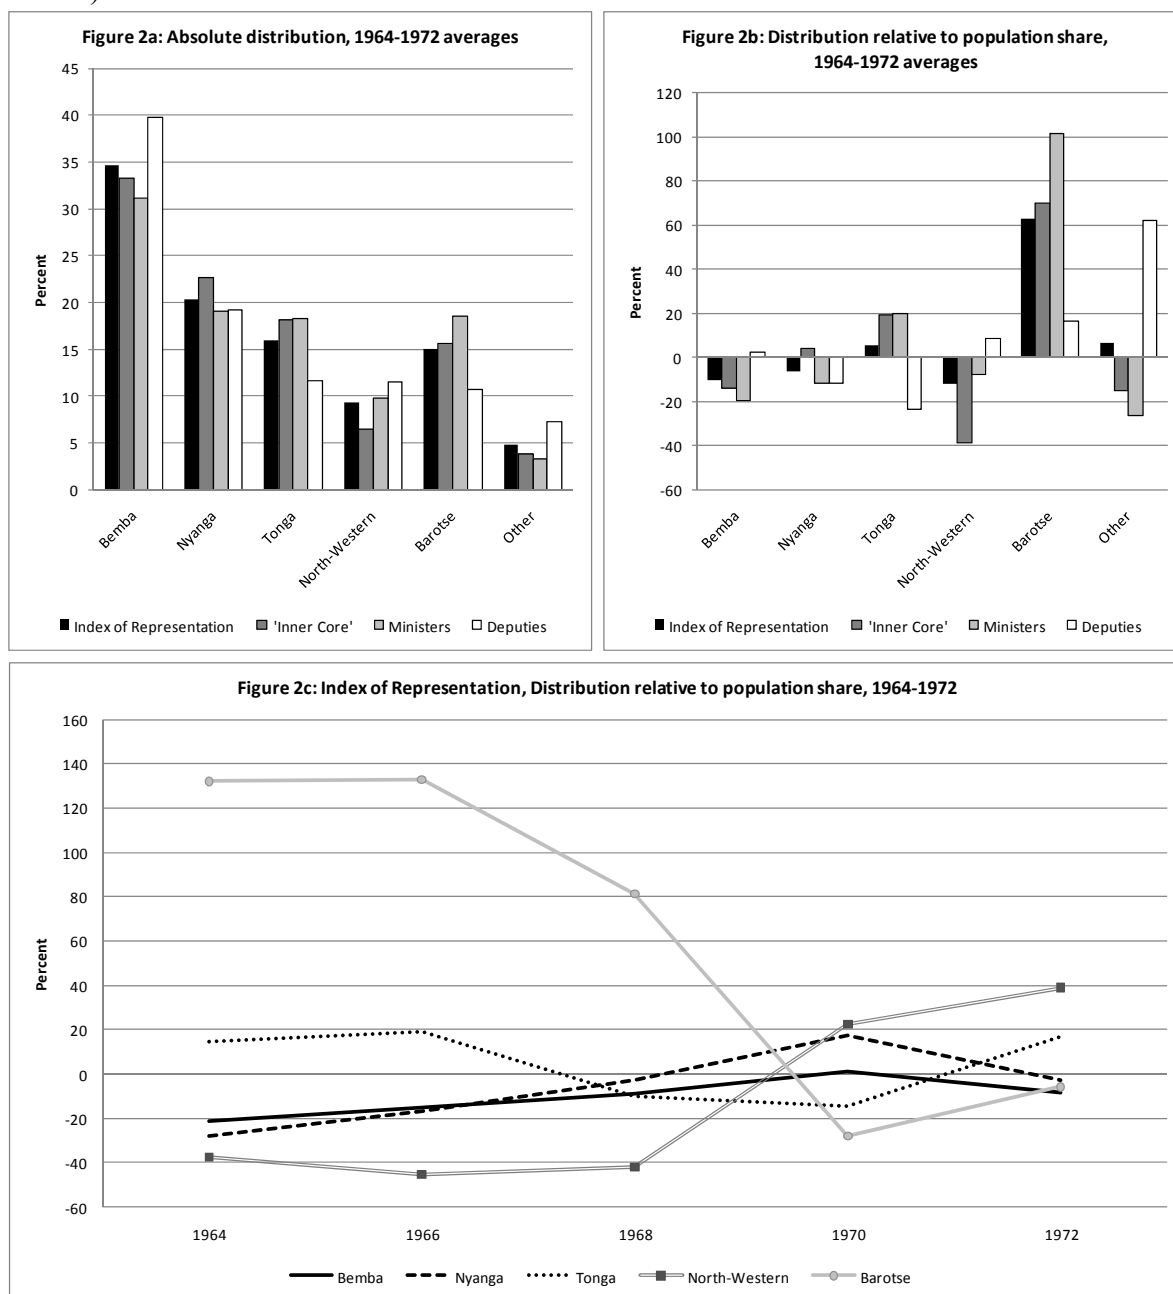 Figure 2a: Absolute distribution, 1964-1972 averages
45
40
35
30
25
20
15
10
5
0
Percent
Bemba
Nyanga
Tonga
North-Western
Barotse
Other
Index of Representation 'Inner Core' Ministers Deputies
Figure 2b: Distribution relative to population share,
1964-1972 averages
120
100
80
60
40
20
0
-20
-40
-60
Percent
Bemba
Nyanga
Tonga
North-Western
Barotse
Other
Index of Representation 'Inner Core' Ministers Deputies
Figure 2c: Index of Representation, Distribution relative to population share, 1964-1972
160
140
120
100
80
60
40
20
0
-20
-40
-60
Percent
1964 1966 1968 1970 1972
Bemba Nyanga Tonga North-Western Barotse